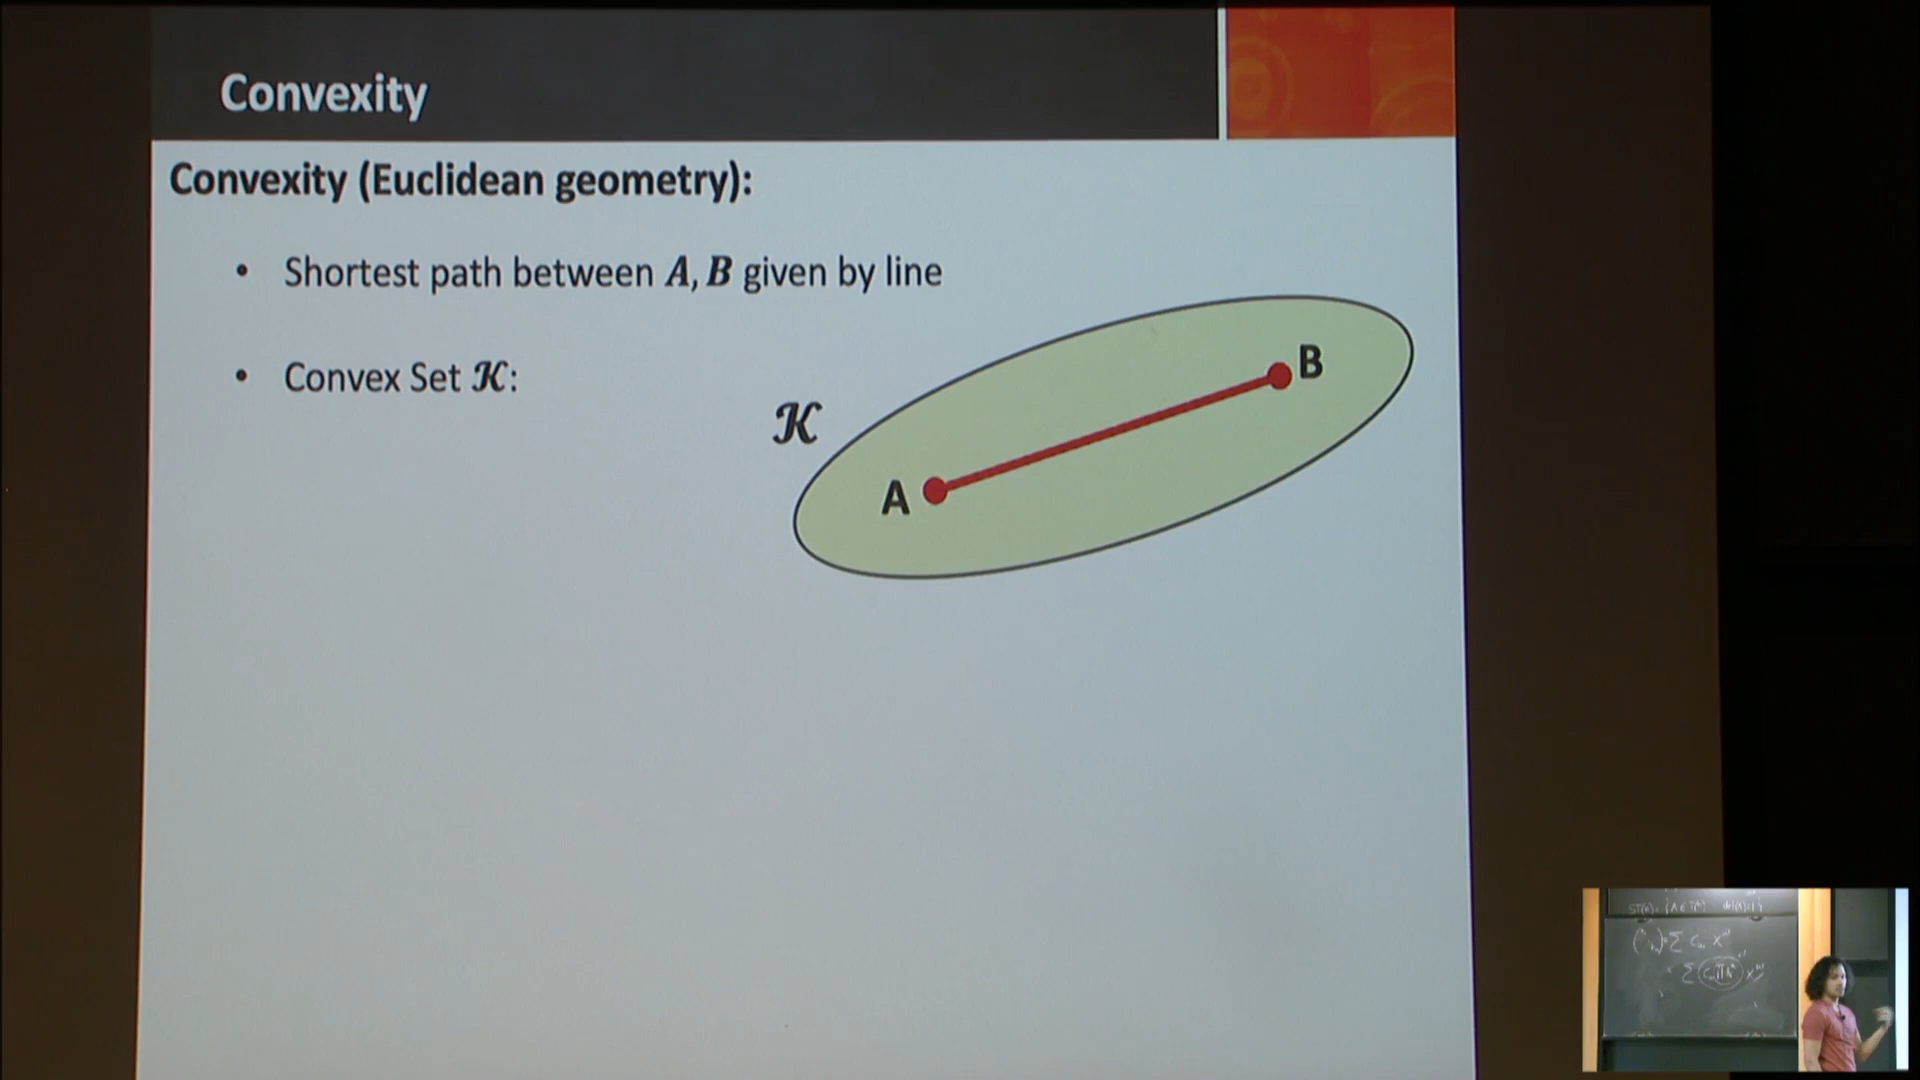 Convexity
Convexity (Euclidean geometry):
• Shortest path between A, B given by line
• Convex Set 𝒦:
𝒦
B
A